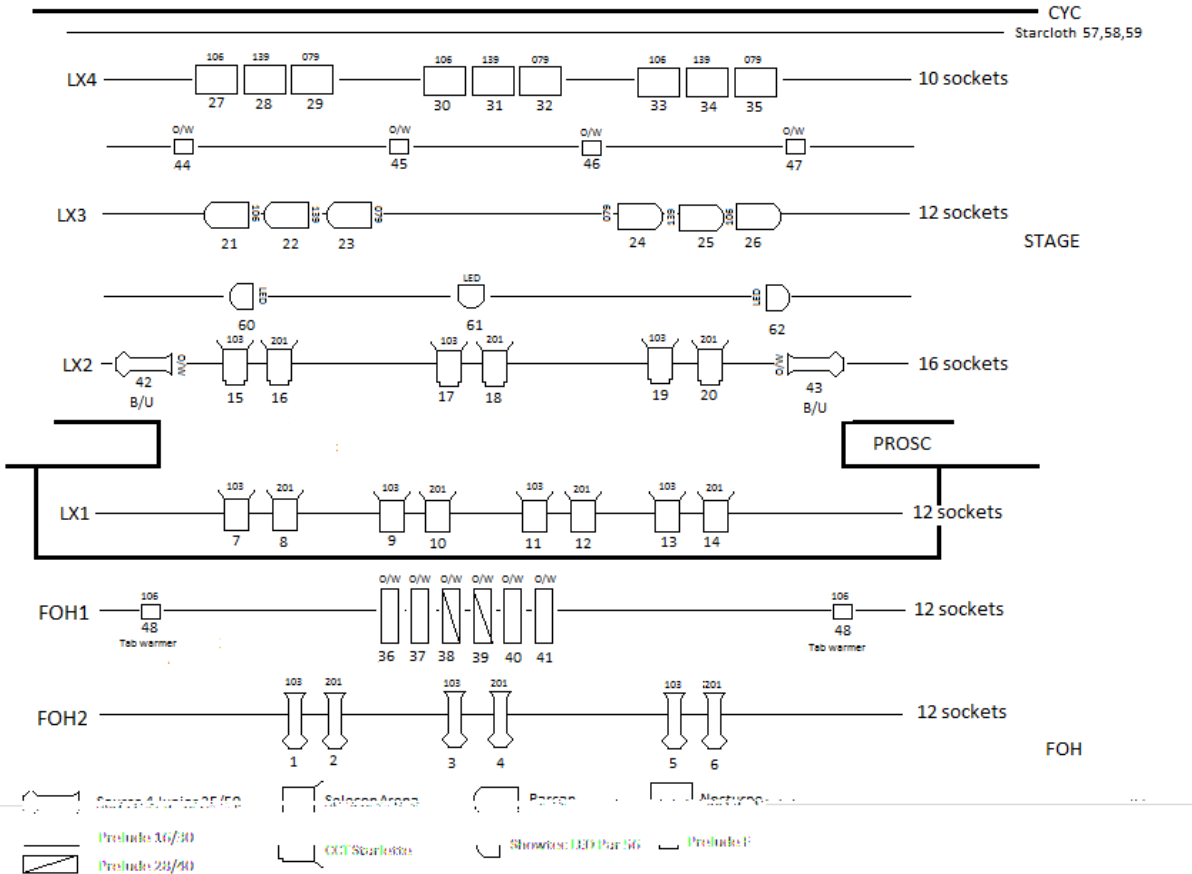 CYC
Starcloth 57,58,59
106 139 079 106 139 079 106 139 079
LX4 10 sockets
27 28 29 30 31 32 33 34 35
O/W O/W O/W O/W
44 45 46 47
LX3 106 139 079 079 139 106 12 sockets
21 22 23 24 25 26
STAGE
LED LED LED
60 61 62
103 201 103 201 103 201
LX2 O/W O/W 16 sockets
42 15 16 17 18 19 20 43
B/U B/U
PROSC
103 201 103 201 103 201 103 201
LX1 12 sockets
7 8 9 10 11 12 13 14
O/W O/W O/W O/W O/W O/W
106 106
FOH1 12 sockets
48 48
Tab warmer Tab warmer
36 37 38 39 40 41
103 201 103 201 103 201
FOH2 12 sockets
1 2 3 4 5 6
FOH
Parcan
Prelude 16/30
CCT Starlette
Showtec LED Par 56
Prelude F
Prelude 28/40